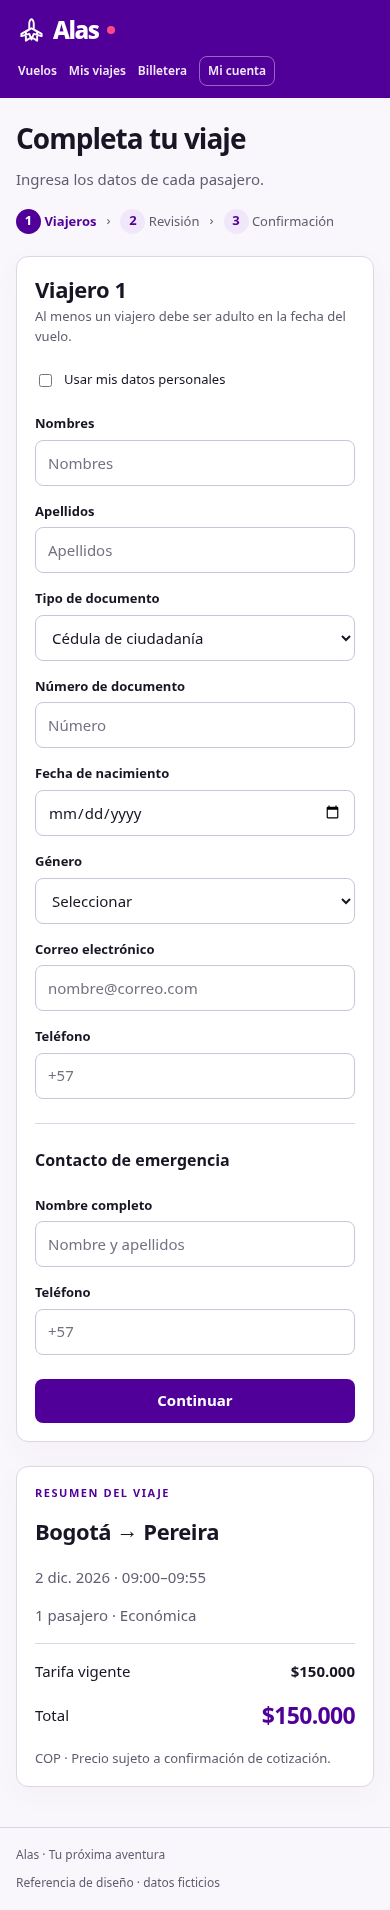 Alas
Vuelos Mis viajes Billetera Mi cuenta
Completa tu viaje
Ingresa los datos de cada pasajero.
1 Viajeros › 2 Revisión › 3 Confirmación
Viajero 1
Al menos un viajero debe ser adulto en la fecha del
vuelo.
Usar mis datos personales
Nombres
Nombres
Apellidos
Apellidos
Tipo de documento
Cédula de ciudadanía
Número de documento
Número
Fecha de nacimiento
mm/dd/yyyy
Género
Seleccionar
Correo electrónico
nombre@correo.com
Teléfono
+57
Contacto de emergencia
Nombre completo
Nombre y apellidos
Teléfono
+57
Continuar
RESUMEN DEL VIAJE
Bogotá → Pereira
2 dic. 2026 · 09:00–09:55
1 pasajero · Económica
Tarifa vigente $150.000
Total $150.000
COP · Precio sujeto a confirmación de cotización.
Alas · Tu próxima aventura
Referencia de diseño · datos ficticios